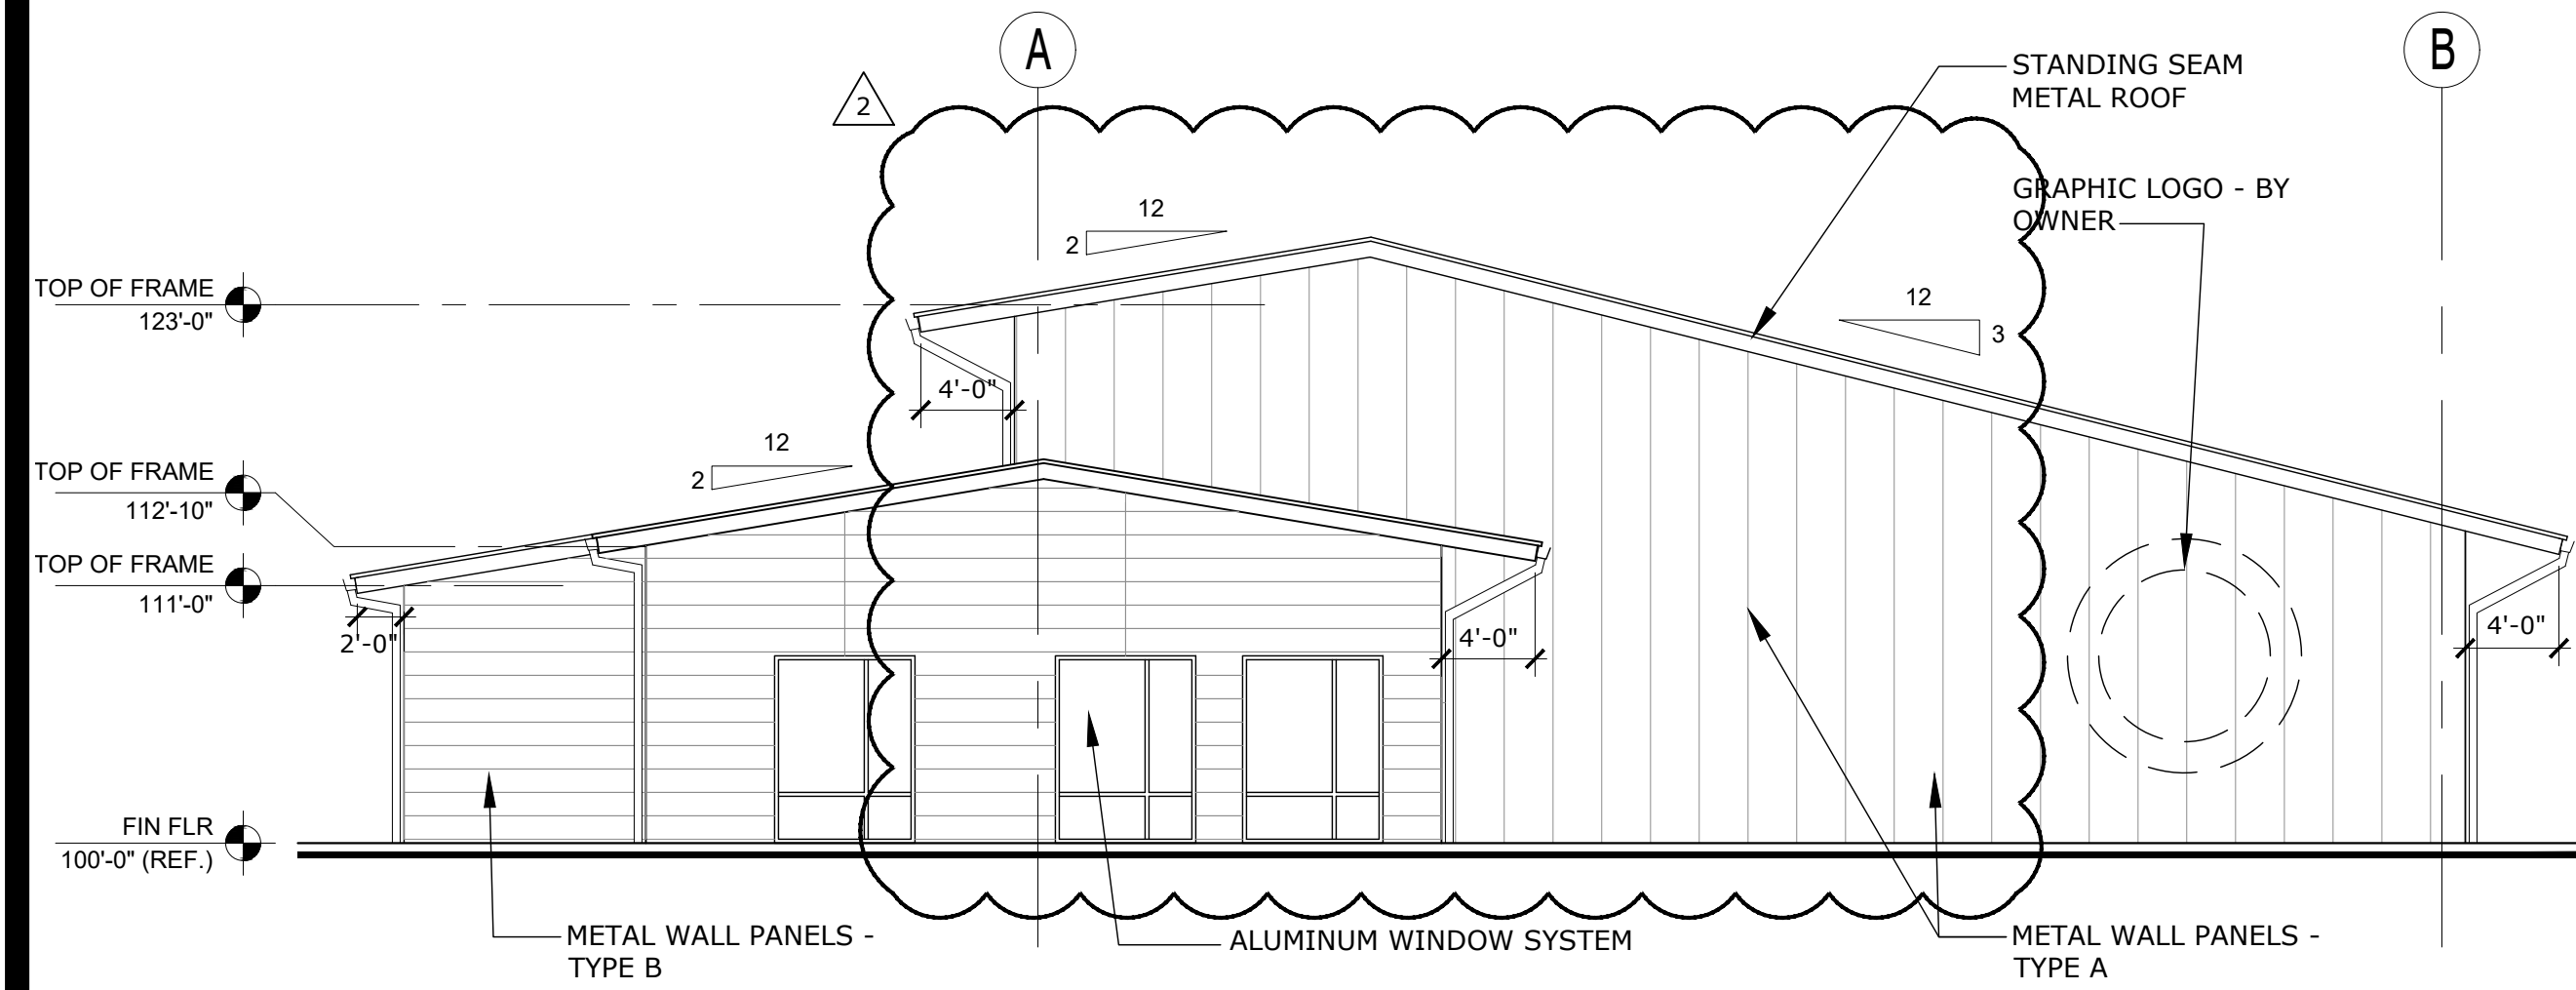 A
B
2
STANDING SEAM
METAL ROOF
GRAPHIC LOGO - BY
OWNER
12
2
TOP OF FRAME
123'-0"
12
3
4'-0"
12
2
TOP OF FRAME
112'-10"
TOP OF FRAME
111'-0"
2'-0"
4'-0"
4'-0"
FIN FLR
100'-0" (REF.)
METAL WALL PANELS -
TYPE B
ALUMINUM WINDOW SYSTEM
METAL WALL PANELS -
TYPE A